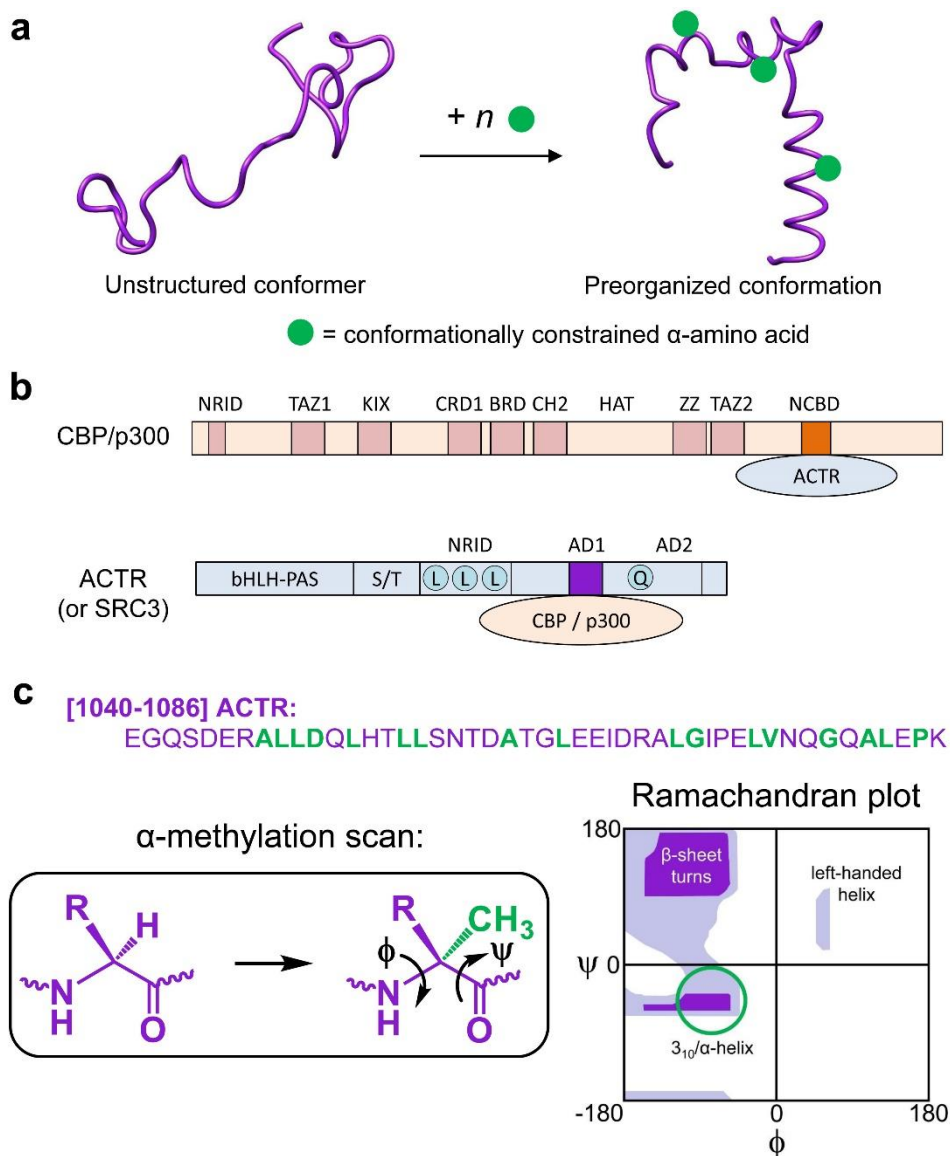 a
+ n
Unstructured conformer
Preorganized conformation
= conformationally constrained α-amino acid
b
NRID TAZ1 KIX CRD1 BRD CH2 HAT ZZ TAZ2 NCBD
CBP/p300
ACTR
NRID AD1 AD2
ACTR
(or SRC3)
bHLH-PAS S/T L L L Q
CBP / p300
c
[1040-1086] ACTR:
EGQSDERALLDQLHTLLSNTDATGLEEIDRALGIPELVNQGQALEPK
α-methylation scan:
R H
N
H
O
R CH3
ϕ ψ
N
H
O
Ramachandran plot
180
β-sheet
turns
left-handed
helix
ψ 0
310/α-helix
-180 0 180
ϕ